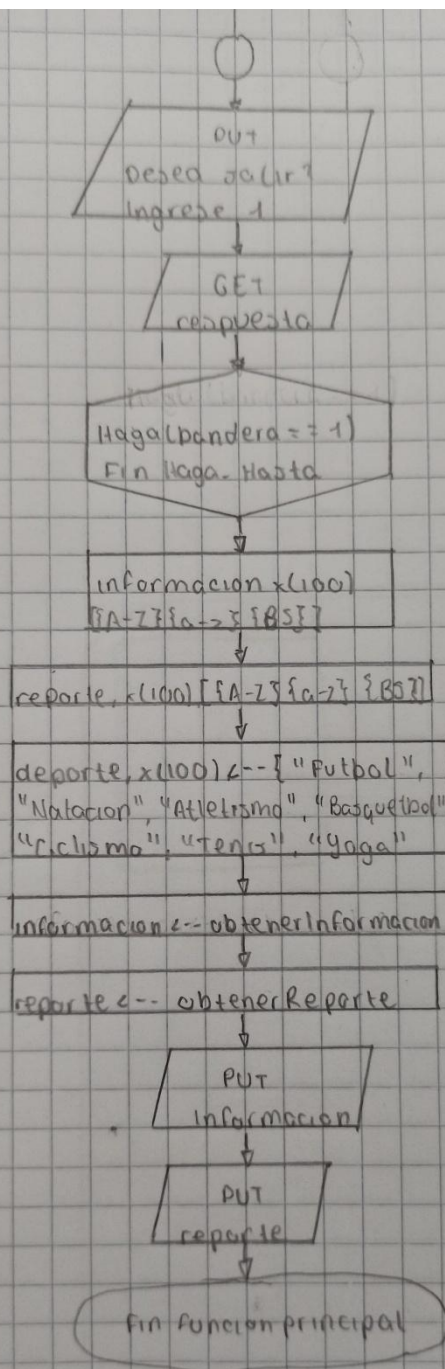 PUT
Desea salir?
Ingrese 1
GET
respuesta
Haga(bandera == 1)
Fin Haga-Hasta
informacion x(100)
[{A-Z}{a-z}{BS}]
reporte, x(100) [{A-Z}{a-z} {BS}]
deporte, x(100) <-- { "Futbol",
"Natacion", "Atletismo", "Basquetbol"
"Ciclismo", "Tenis", "Yoga"
informacion <-- obtenerInformacion
reporte <-- obtenerReporte
PUT
informacion
PUT
reporte
Fin función principal